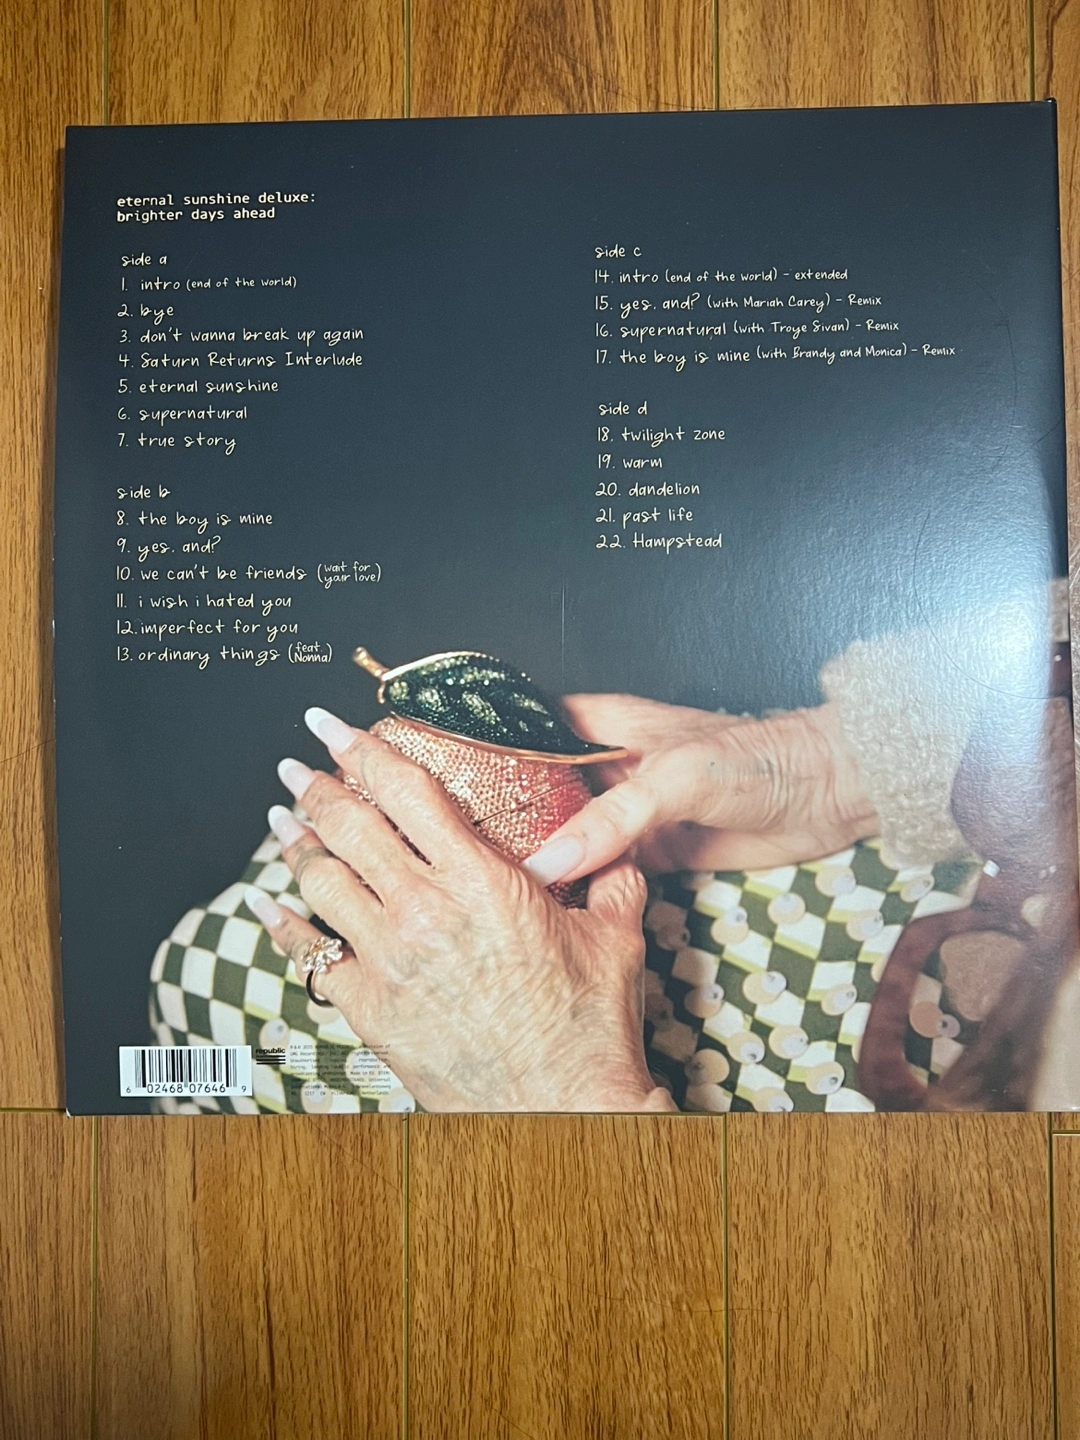 eternal sunshine deluxe:
brighter days ahead
side a
1. intro (end of the world)
2. bye
3. don't wanna break up again
4. Saturn Returns Interlude
5. eternal sunshine
6. supernatural
7. true story
side b
8. the boy is mine
9. yes, and?
10. we can't be friends (wait for your love)
11. i wish i hated you
12. imperfect for you
13. ordinary things (feat. Nonna)
side c
14. intro (end of the world) - extended
15. yes, and? (with Mariah Carey) - Remix
16. supernatural (with Troye Sivan) - Remix
17. the boy is mine (with Brandy and Monica) - Remix
side d
18. twilight zone
19. warm
20. dandelion
21. past life
22. Hampstead
6 02468 07646 9
republic